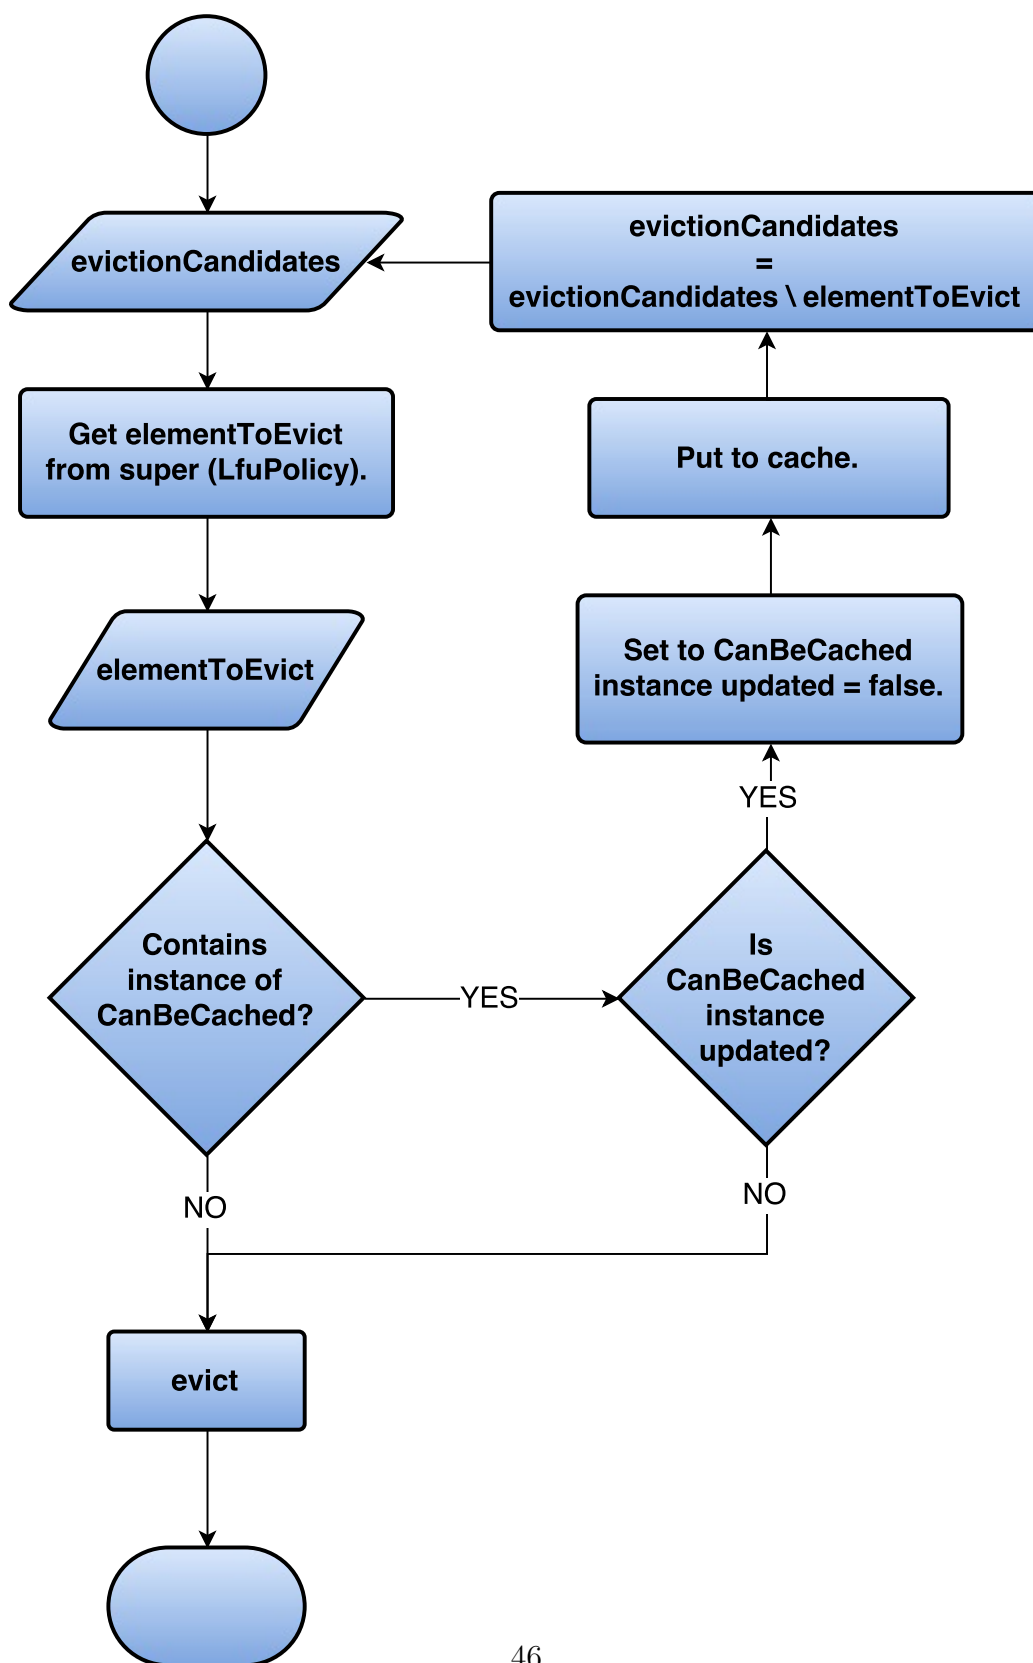 evictionCandidates
evictionCandidates
=
evictionCandidates \ elementToEvict
Get elementToEvict
from super (LfuPolicy).
Put to cache.
elementToEvict
Set to CanBeCached
instance updated = false.
YES
Contains
instance of
CanBeCached?
YES
Is
CanBeCached
instance
updated?
NO
NO
evict
46